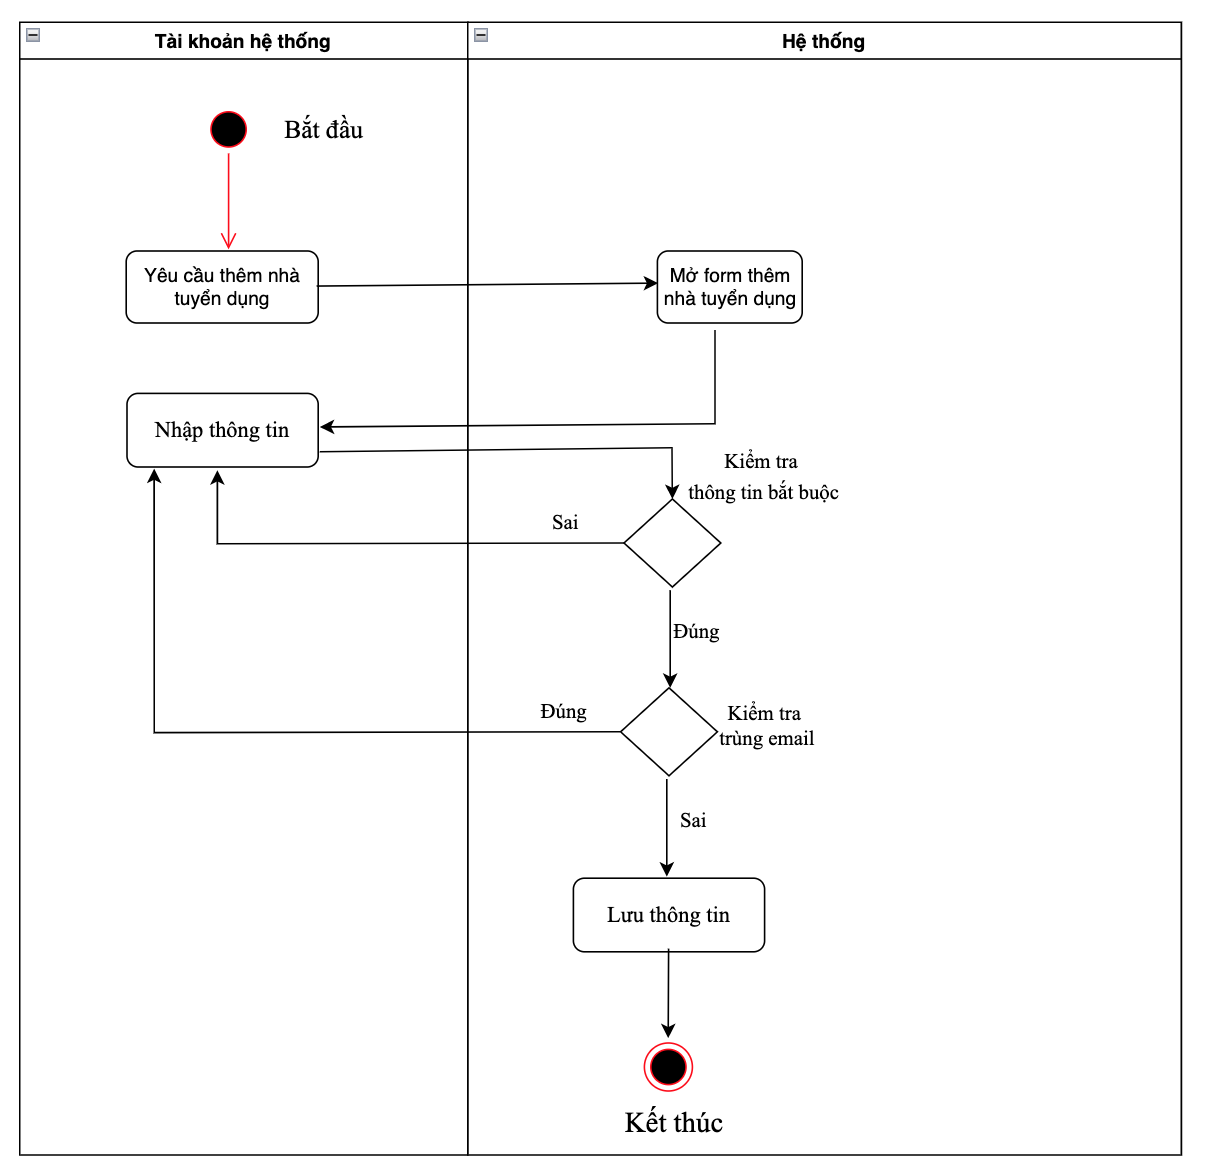 Tài khoản hệ thống
Hệ thống
Bắt đầu
Yêu cầu thêm nhà
tuyển dụng
Mở form thêm
nhà tuyển dụng
Nhập thông tin
Kiểm tra
thông tin bắt buộc
Sai
Đúng
Đúng
Kiểm tra
trùng email
Sai
Lưu thông tin
Kết thúc